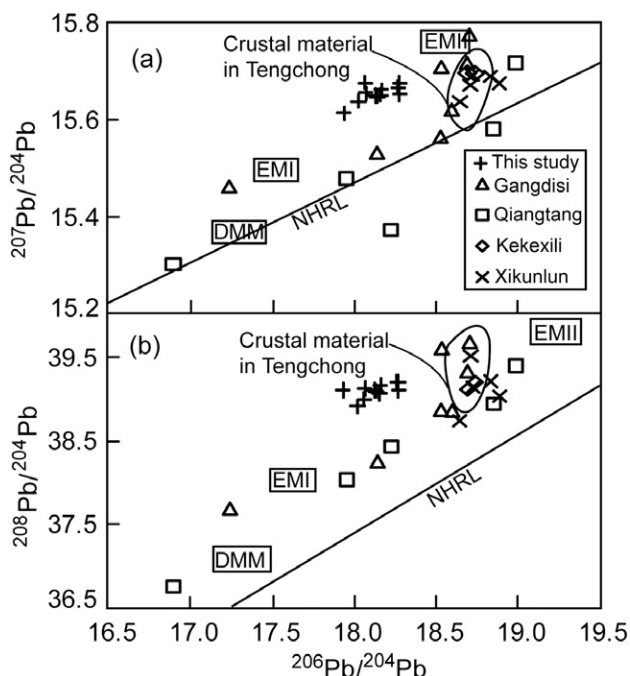 15.8
(a)
Crustal material
in Tengchong
EMII
15.6
15.4
15.2
²⁰⁷Pb/²⁰⁴Pb
EMI
DMM
NHRL
This study
Gangdisi
Qiangtang
Kekexili
Xikunlun
(b)
Crustal material
in Tengchong
EMII
39.5
38.5
37.5
36.5
²⁰⁸Pb/²⁰⁴Pb
EMI
DMM
NHRL
16.5 17.0 17.5 18.0 18.5 19.0 19.5
²⁰⁶Pb/²⁰⁴Pb